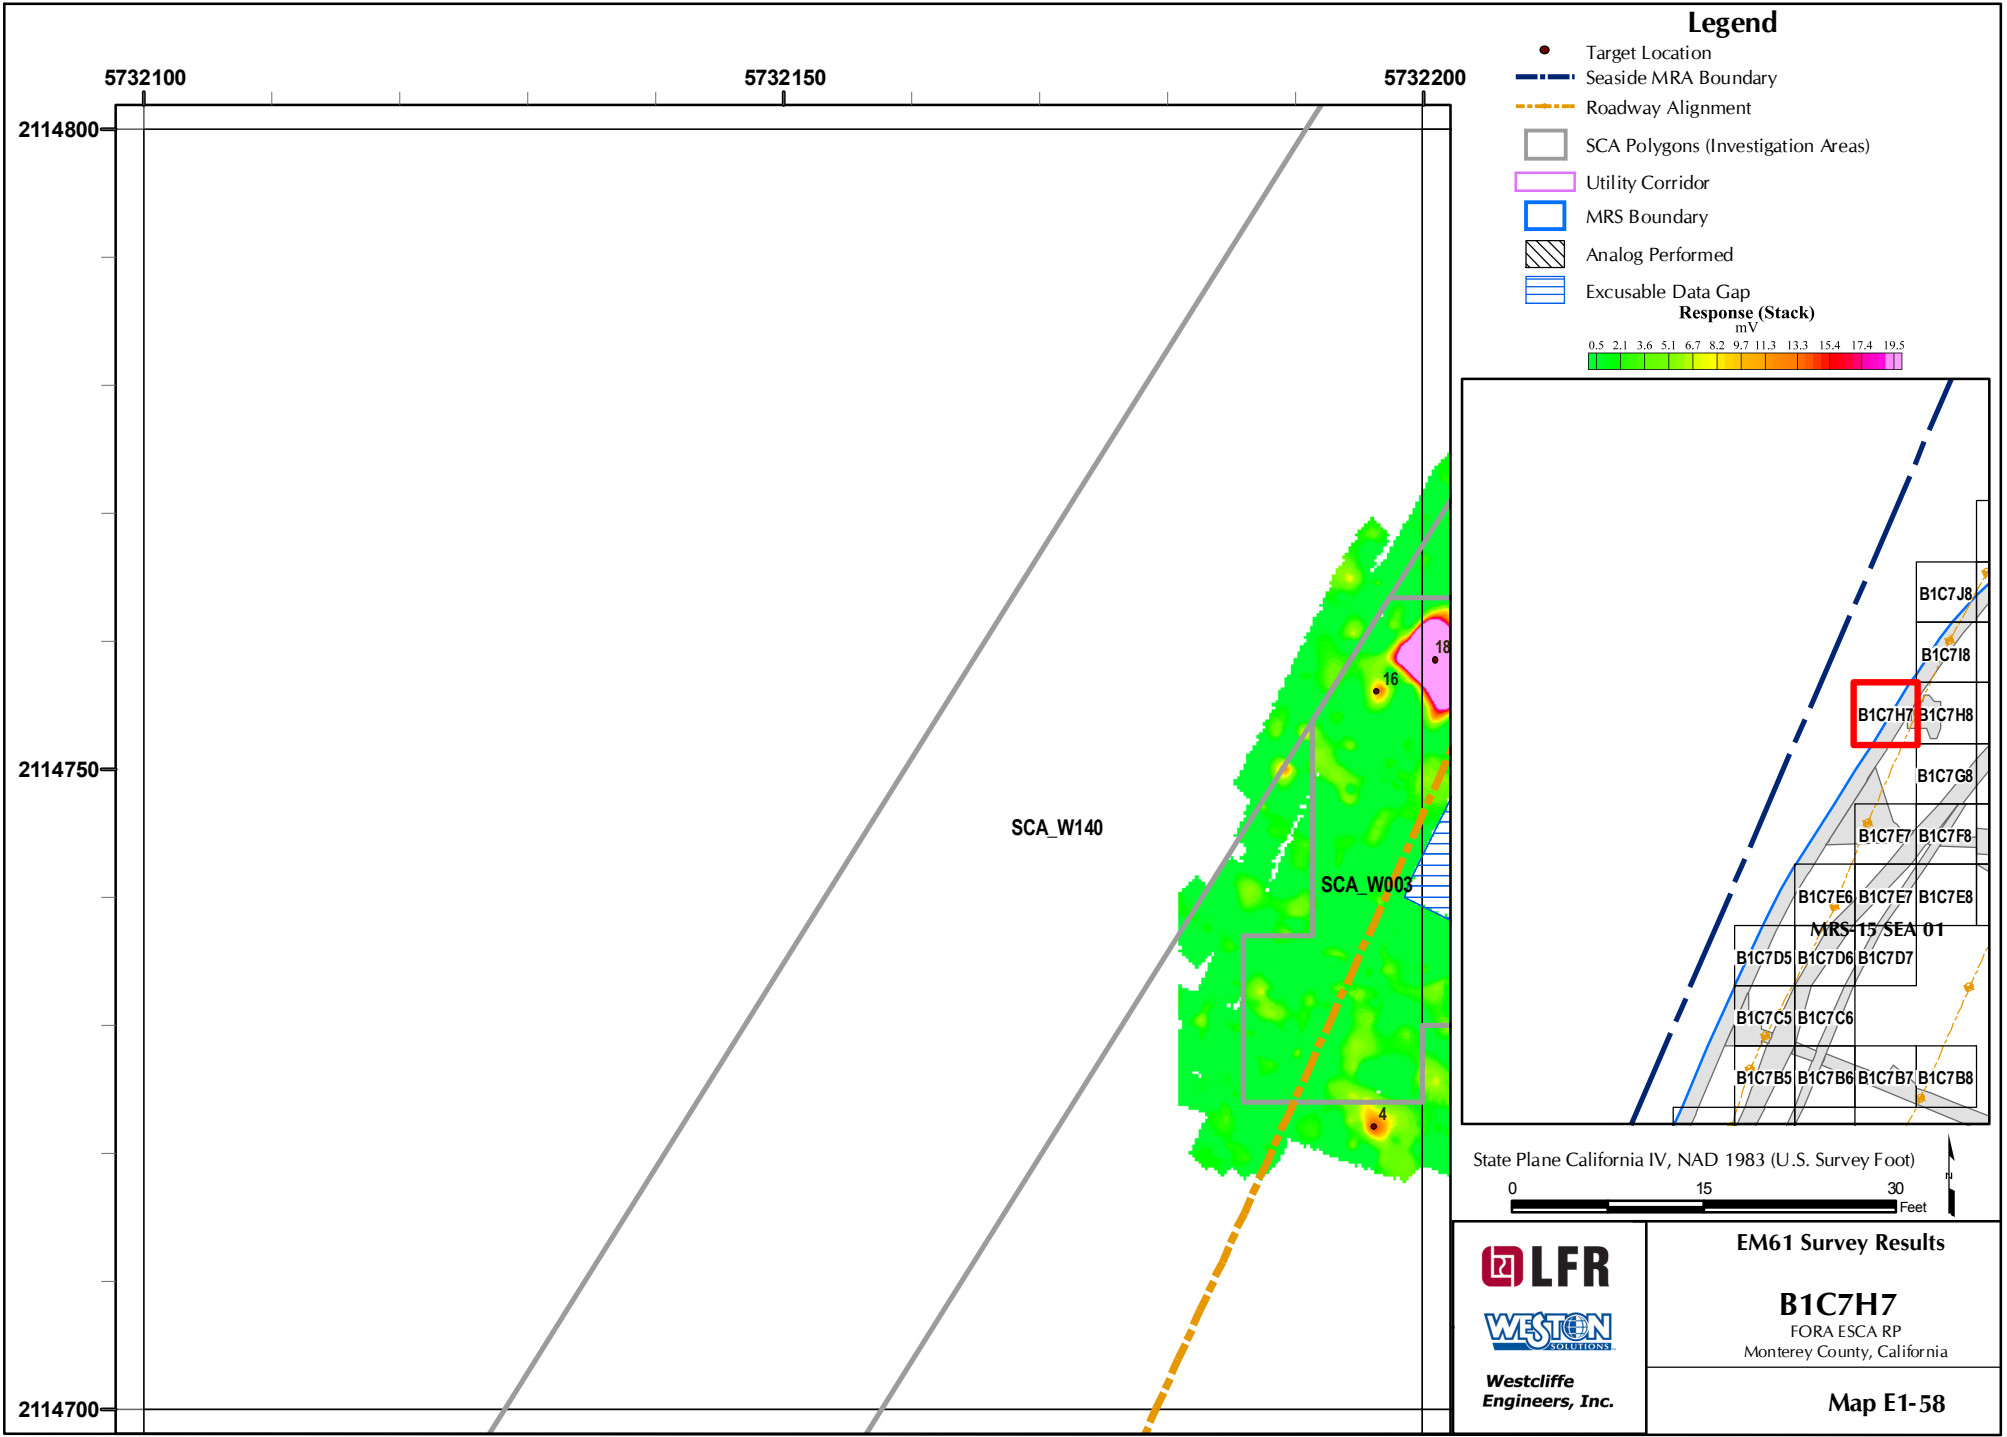 Legend
Target Location
Seaside MRA Boundary
Roadway Alignment
SCA Polygons (Investigation Areas)
Utility Corridor
MRS Boundary
Analog Performed
Excusable Data Gap
Response (Stack)
mV
0.5 2.1 3.6 5.1 6.7 8.2 9.7 11.3 13.3 15.4 17.4 19.5
5732100 5732150 5732200
2114800
2114750
2114700
18
16
SCA_W140
SCA_W003
4
B1C7J8
B1C7I8
B1C7H7 B1C7H8
B1C7G8
B1C7F7 B1C7F8
B1C7E6 B1C7E7 B1C7E8
MRS-15 SEA 01
B1C7D5 B1C7D6 B1C7D7
B1C7C5 B1C7C6
B1C7B5 B1C7B6 B1C7B7 B1C7B8
State Plane California IV, NAD 1983 (U.S. Survey Foot)
0 15 30
Feet
N
LFR
WESTON
SOLUTIONS
Westcliffe
Engineers, Inc.
EM61 Survey Results
B1C7H7
FORA ESCA RP
Monterey County, California
Map E1-58